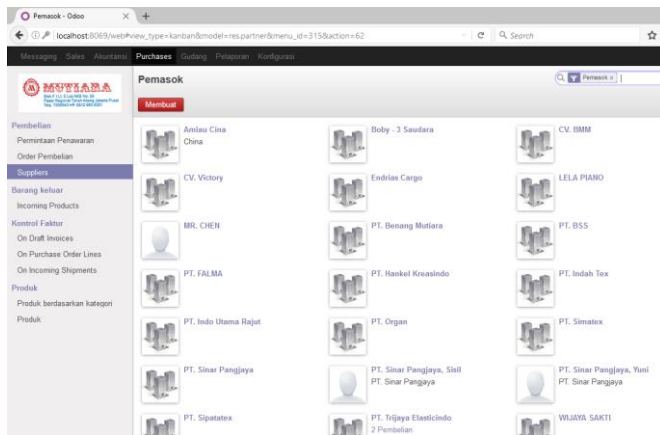 Pemasok - Odoo
localhost:8069/web#view_type=kanban&model=res.partner&menu_id=315&action=62
Search
Messaging Sales Akuntansi Purchases Gudang Pelaporan Konfigurasi
MUTIARA
Pemasok
Pemasok x
Membuat
Pembelian
Permintaan Penawaran
Order Pembelian
Suppliers
Barang keluar
Incoming Products
Kontrol Faktur
On Draft Invoices
On Purchase Order Lines
On Incoming Shipments
Produk
Produk berdasarkan kategori
Produk
Amiau Cina
China
Boby - 3 Saudara
CV. BMM
CV. Victory
Endrias Cargo
LELA PIANO
MR. CHEN
PT. Benang Mutiara
PT. BSS
PT. FALMA
PT. Hankel Kreasindo
PT. Indah Tex
PT. Indo Utama Rajut
PT. Organ
PT. Simatex
PT. Sinar Pangjaya
PT. Sinar Pangjaya, Sisil
PT. Sinar Pangjaya
PT. Sinar Pangjaya, Yuni
PT. Sinar Pangjaya
PT. Sipatatex
PT. Trijaya Elasticindo
2 Pembelian
WIJAYA SAKTI